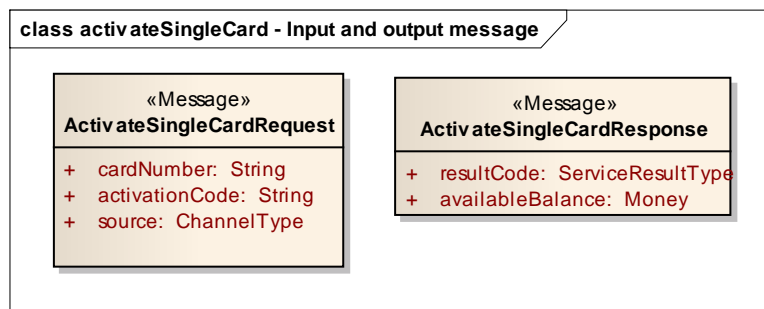 class activateSingleCard - Input and output message
«Message»
ActivateSingleCardRequest
+ cardNumber: String
+ activationCode: String
+ source: ChannelType
«Message»
ActivateSingleCardResponse
+ resultCode: ServiceResultType
+ availableBalance: Money